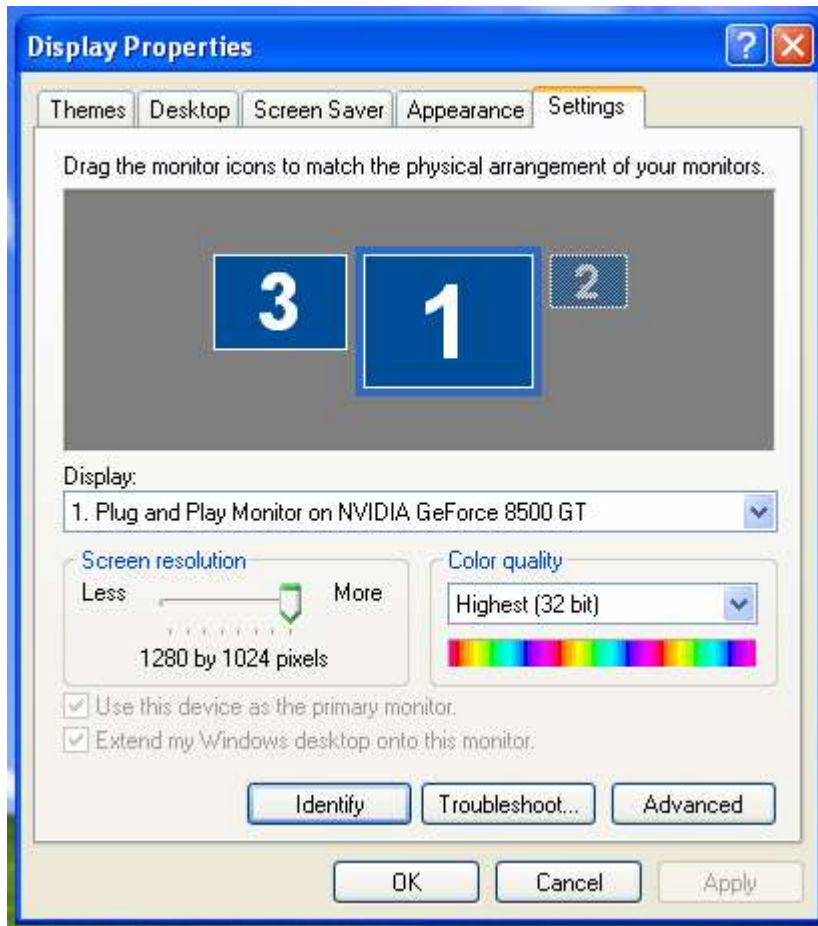 Display Properties
Themes Desktop Screen Saver Appearance Settings
Drag the monitor icons to match the physical arrangement of your monitors.
3 1 2
Display:
1. Plug and Play Monitor on NVIDIA GeForce 8500 GT
Screen resolution
Less More
1280 by 1024 pixels
Color quality
Highest (32 bit)
Use this device as the primary monitor.
Extend my Windows desktop onto this monitor.
Identify Troubleshoot... Advanced
OK Cancel Apply